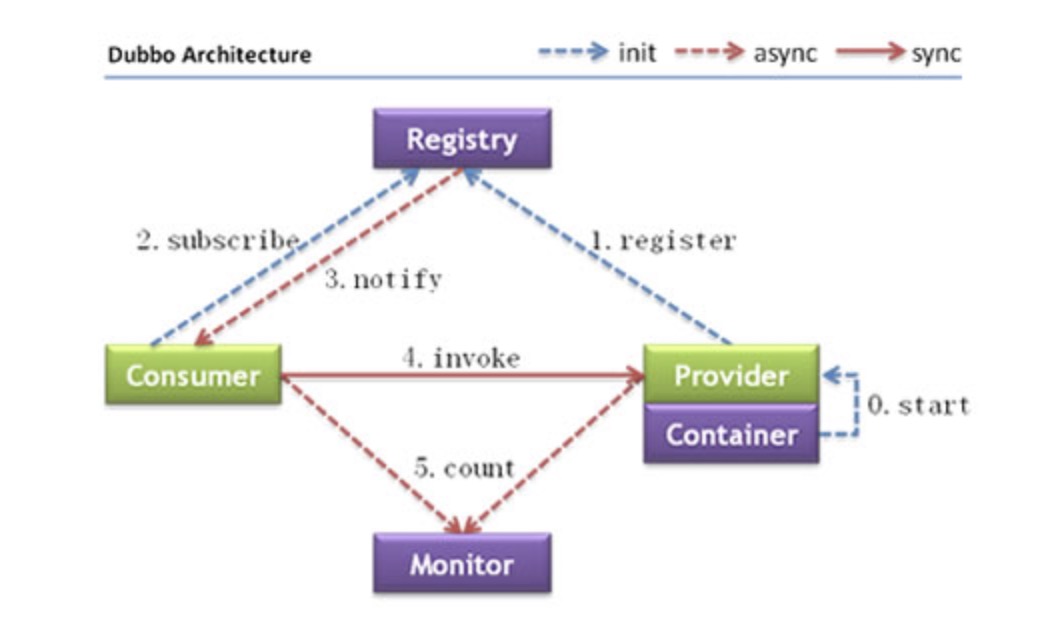 Dubbo Architecture
init
async
sync
Registry
2. subscribe
1. register
3. notify
4. invoke
Consumer
Provider
0. start
Container
5. count
Monitor